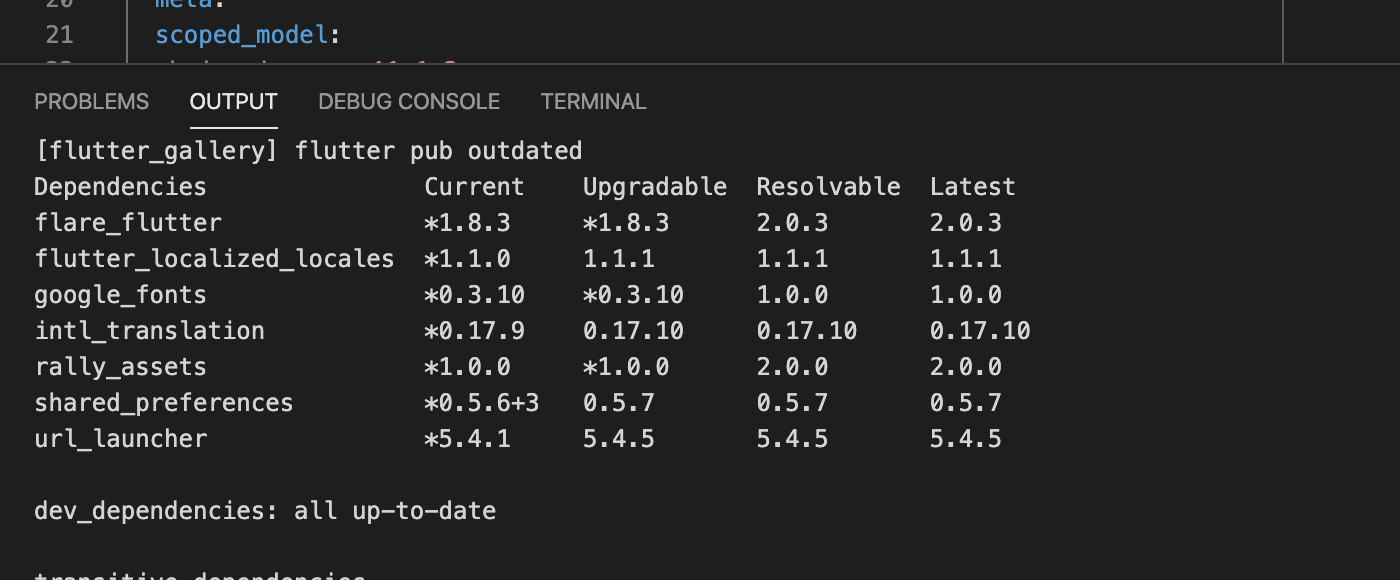 20 meta:
21 scoped_model:
PROBLEMS OUTPUT DEBUG CONSOLE TERMINAL
[flutter_gallery] flutter pub outdated
Dependencies Current Upgradable Resolvable Latest
flare_flutter *1.8.3 *1.8.3 2.0.3 2.0.3
flutter_localized_locales *1.1.0 1.1.1 1.1.1 1.1.1
google_fonts *0.3.10 *0.3.10 1.0.0 1.0.0
intl_translation *0.17.9 0.17.10 0.17.10 0.17.10
rally_assets *1.0.0 *1.0.0 2.0.0 2.0.0
shared_preferences *0.5.6+3 0.5.7 0.5.7 0.5.7
url_launcher *5.4.1 5.4.5 5.4.5 5.4.5
dev_dependencies: all up-to-date
transitive dependencies